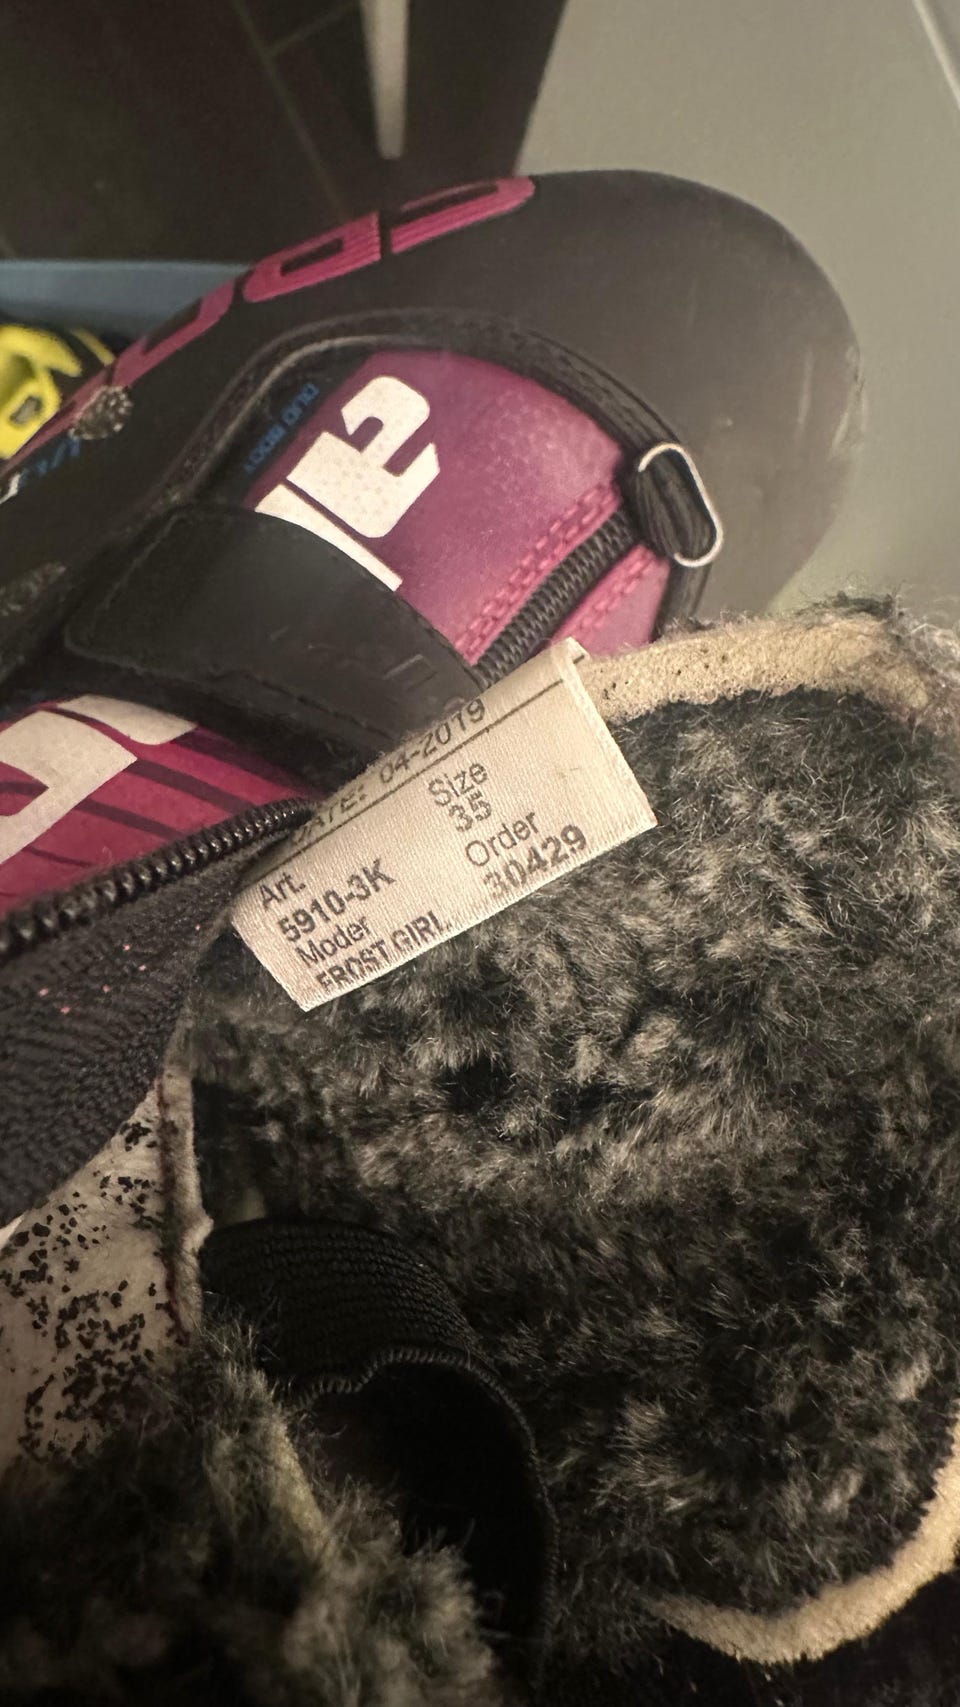 DATE: 04-2019
Size
35
Art.
5910-3K
Order
30429
Moder
FROST GIRL